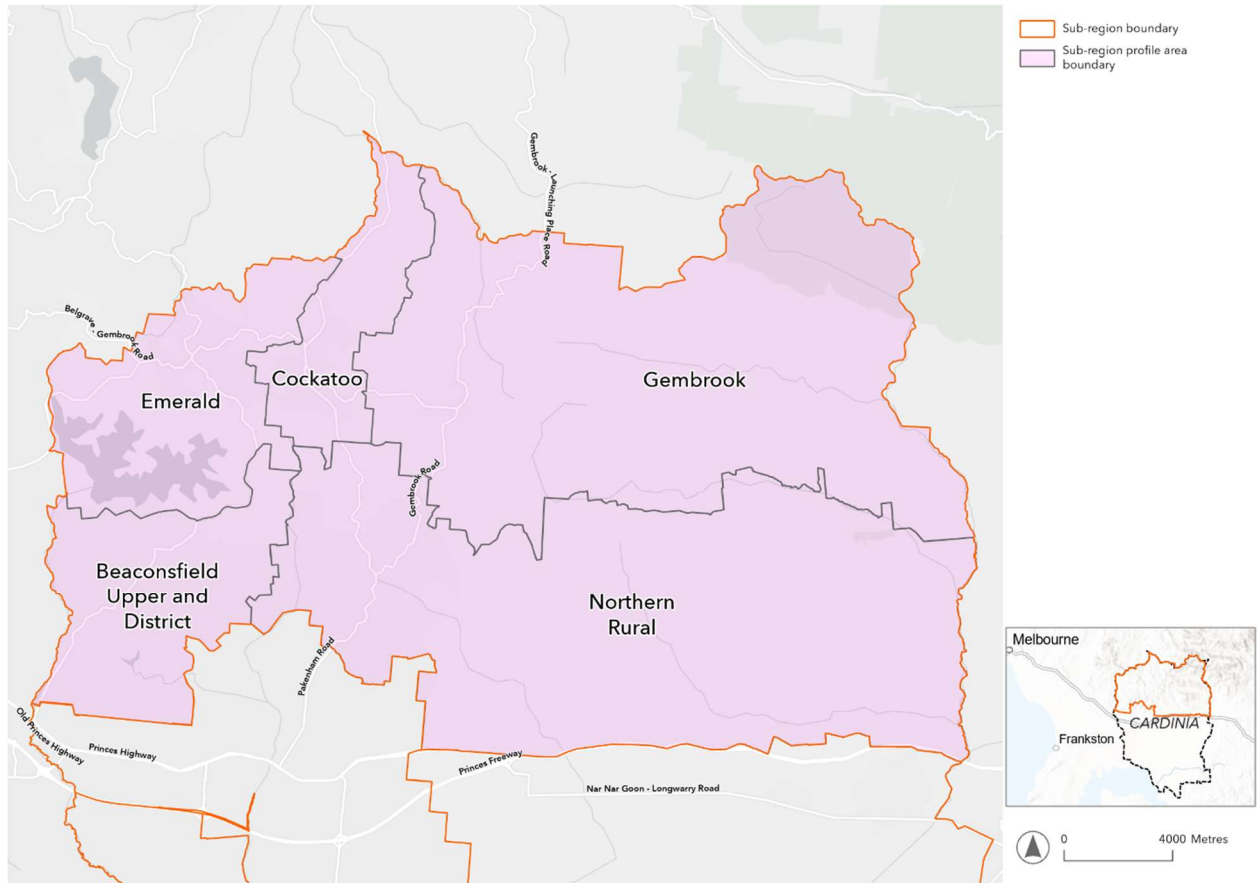 Sub-region boundary
Sub-region profile area
boundary
Gembrook - Launching Place Road
Belgrave - Gembrook
Road
Cockatoo
Gembrook
Emerald
Gembrook Road
Beaconsfield
Upper and
District
Northern
Rural
Pakenham Road
Old Princes Highway
Princes Highway
Princes Freeway
Nar Nar Goon - Longwarry Road
Melbourne
CARDINIA
Frankston
0
4000 Metres